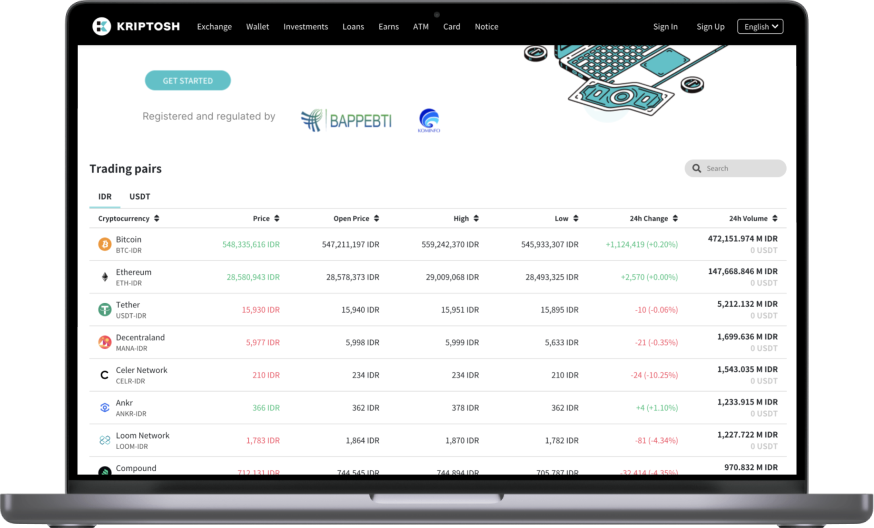 KRIPTOSH Exchange Wallet Investments Loans Earns ATM Card Notice Sign In Sign Up English
GET STARTED
Registered and regulated by BAPPEBTI KOMINFO
Trading pairs Search
IDR USDT
Cryptocurrency Price Open Price High Low 24h Change 24h Volume
Bitcoin 472,151.974 M IDR
548,335,616 IDR 547,211,197 IDR 559,242,370 IDR 545,933,307 IDR +1,124,419 (+0.20%)
BTC-IDR 0 USDT
Ethereum 147,668.846 M IDR
28,580,943 IDR 28,578,373 IDR 29,009,068 IDR 28,493,325 IDR +2,570 (+0.00%)
ETH-IDR 0 USDT
Tether 5,212.132 M IDR
15,930 IDR 15,940 IDR 15,951 IDR 15,895 IDR -10 (-0.06%)
USDT-IDR 0 USDT
Decentraland 1,699.636 M IDR
5,977 IDR 5,998 IDR 5,999 IDR 5,633 IDR -21 (-0.35%)
MANA-IDR 0 USDT
Celer Network 1,543.035 M IDR
210 IDR 234 IDR 234 IDR 210 IDR -24 (-10.25%)
CELR-IDR 0 USDT
Ankr 1,233.915 M IDR
366 IDR 362 IDR 378 IDR 362 IDR +4 (+1.10%)
ANKR-IDR 0 USDT
Loom Network 1,227.722 M IDR
1,783 IDR 1,864 IDR 1,870 IDR 1,782 IDR -81 (-4.34%)
LOOM-IDR 0 USDT
Compound 970.832 M IDR
712,131 IDR 744,545 IDR 744,894 IDR 705,787 IDR -32,414 (-4.35%)